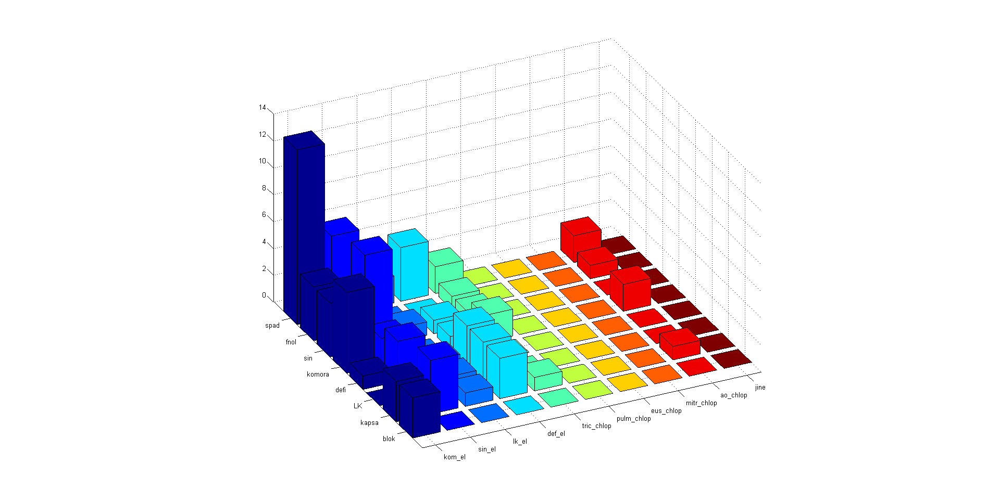 14
12
10
8
6
4
2
0
spad
fnol
sin
komora
defi
LK
kapsa
blok
kom_el
sin_el
lk_el
def_el
tric_chlop
pulm_chlop
eus_chlop
mitr_chlop
ao_chlop
jine